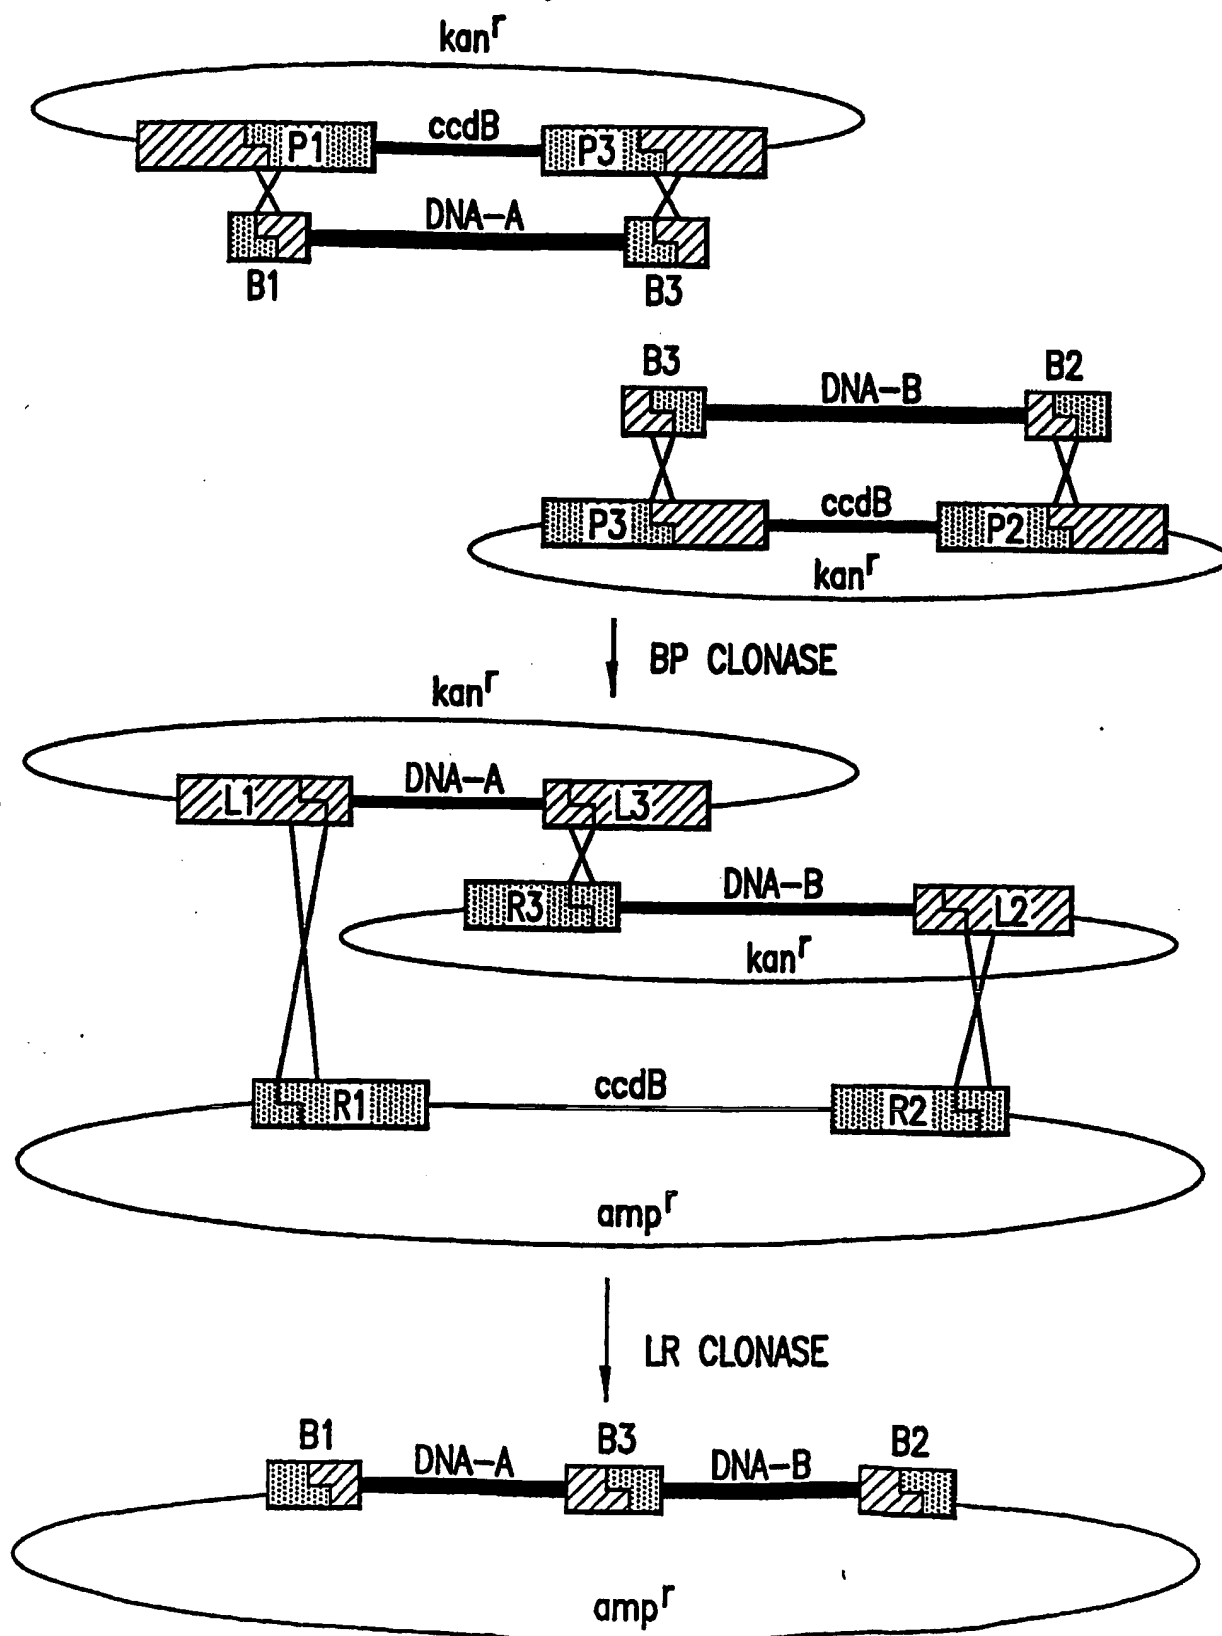 kanʳ
P1 ccdB P3
DNA-A
B1 B3
B3 DNA-B B2
P3 ccdB P2
kanʳ
BP CLONASE
kanʳ
L1 DNA-A L3
R3 DNA-B L2
kanʳ
R1 ccdB R2
ampʳ
LR CLONASE
B1 DNA-A B3 DNA-B B2
ampʳ